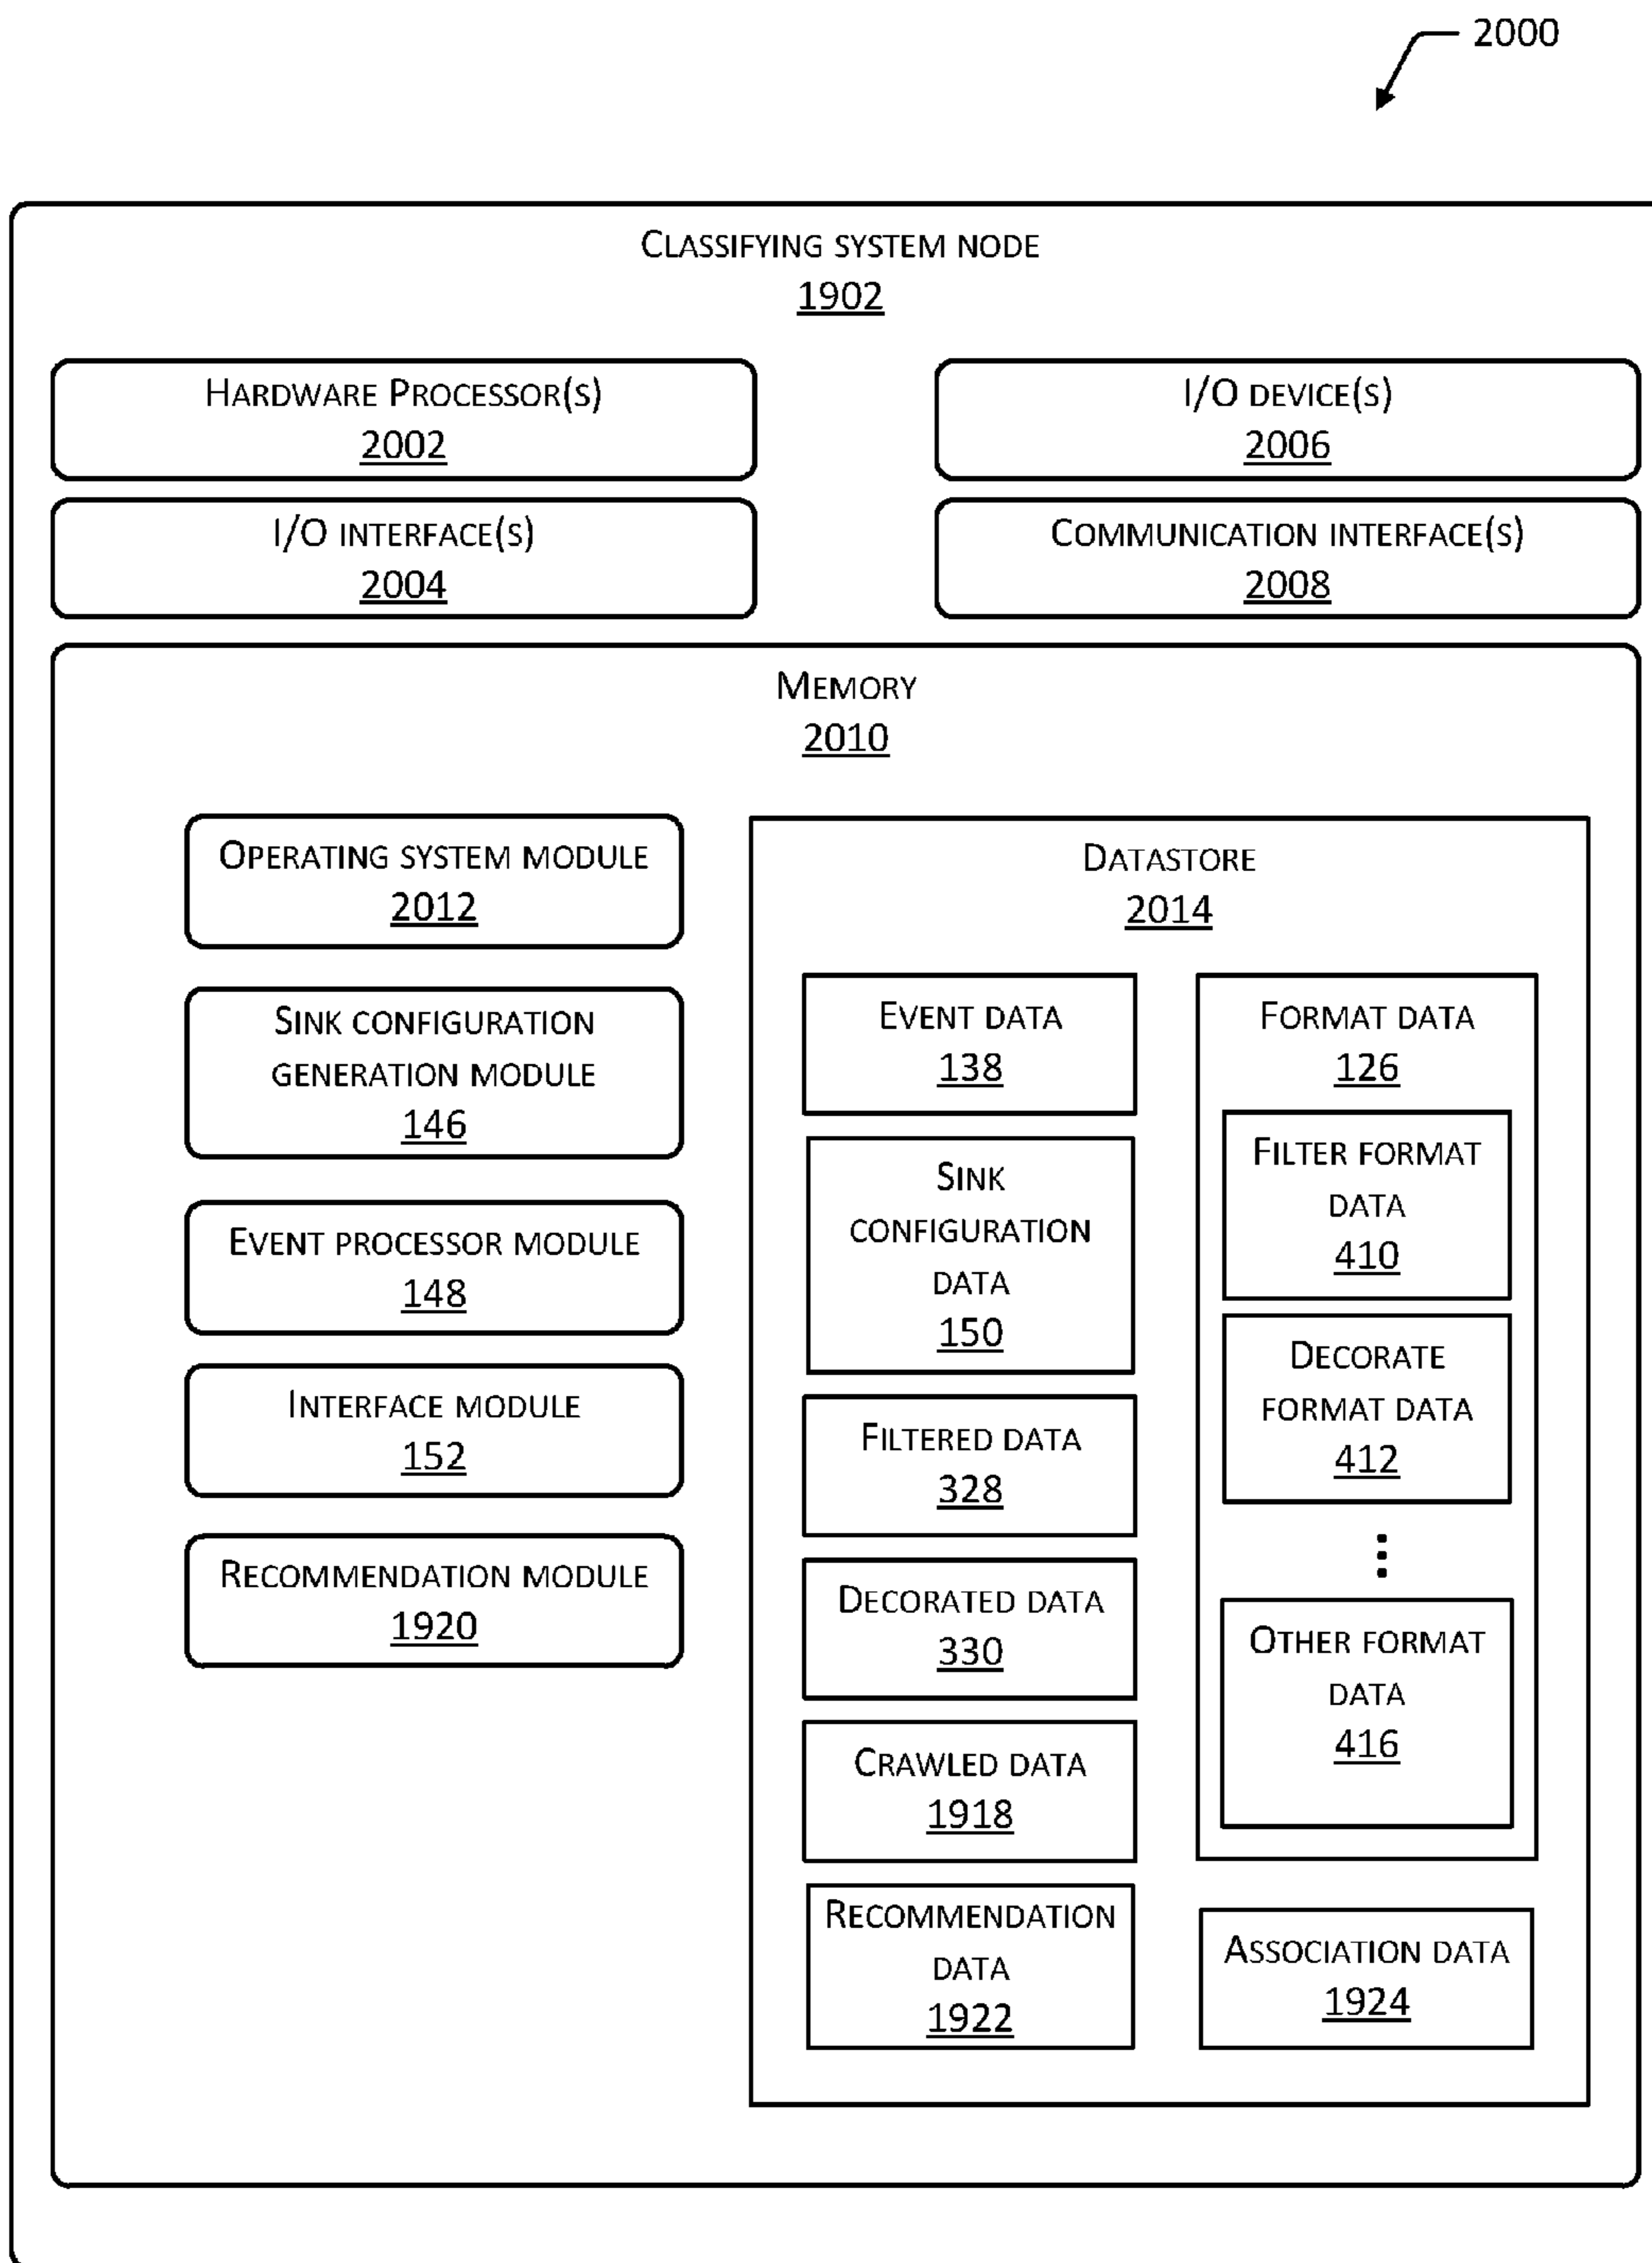 2000
CLASSIFYING SYSTEM NODE
1902
HARDWARE PROCESSOR(S)
2002
I/O DEVICE(S)
2006
I/O INTERFACE(S)
2004
COMMUNICATION INTERFACE(S)
2008
MEMORY
2010
OPERATING SYSTEM MODULE
2012
SINK CONFIGURATION
GENERATION MODULE
146
EVENT PROCESSOR MODULE
148
INTERFACE MODULE
152
RECOMMENDATION MODULE
1920
DATASTORE
2014
EVENT DATA
138
SINK
CONFIGURATION
DATA
150
FILTERED DATA
328
DECORATED DATA
330
CRAWLED DATA
1918
RECOMMENDATION
DATA
1922
FORMAT DATA
126
FILTER FORMAT
DATA
410
DECORATE
FORMAT DATA
412
OTHER FORMAT
DATA
416
ASSOCIATION DATA
1924